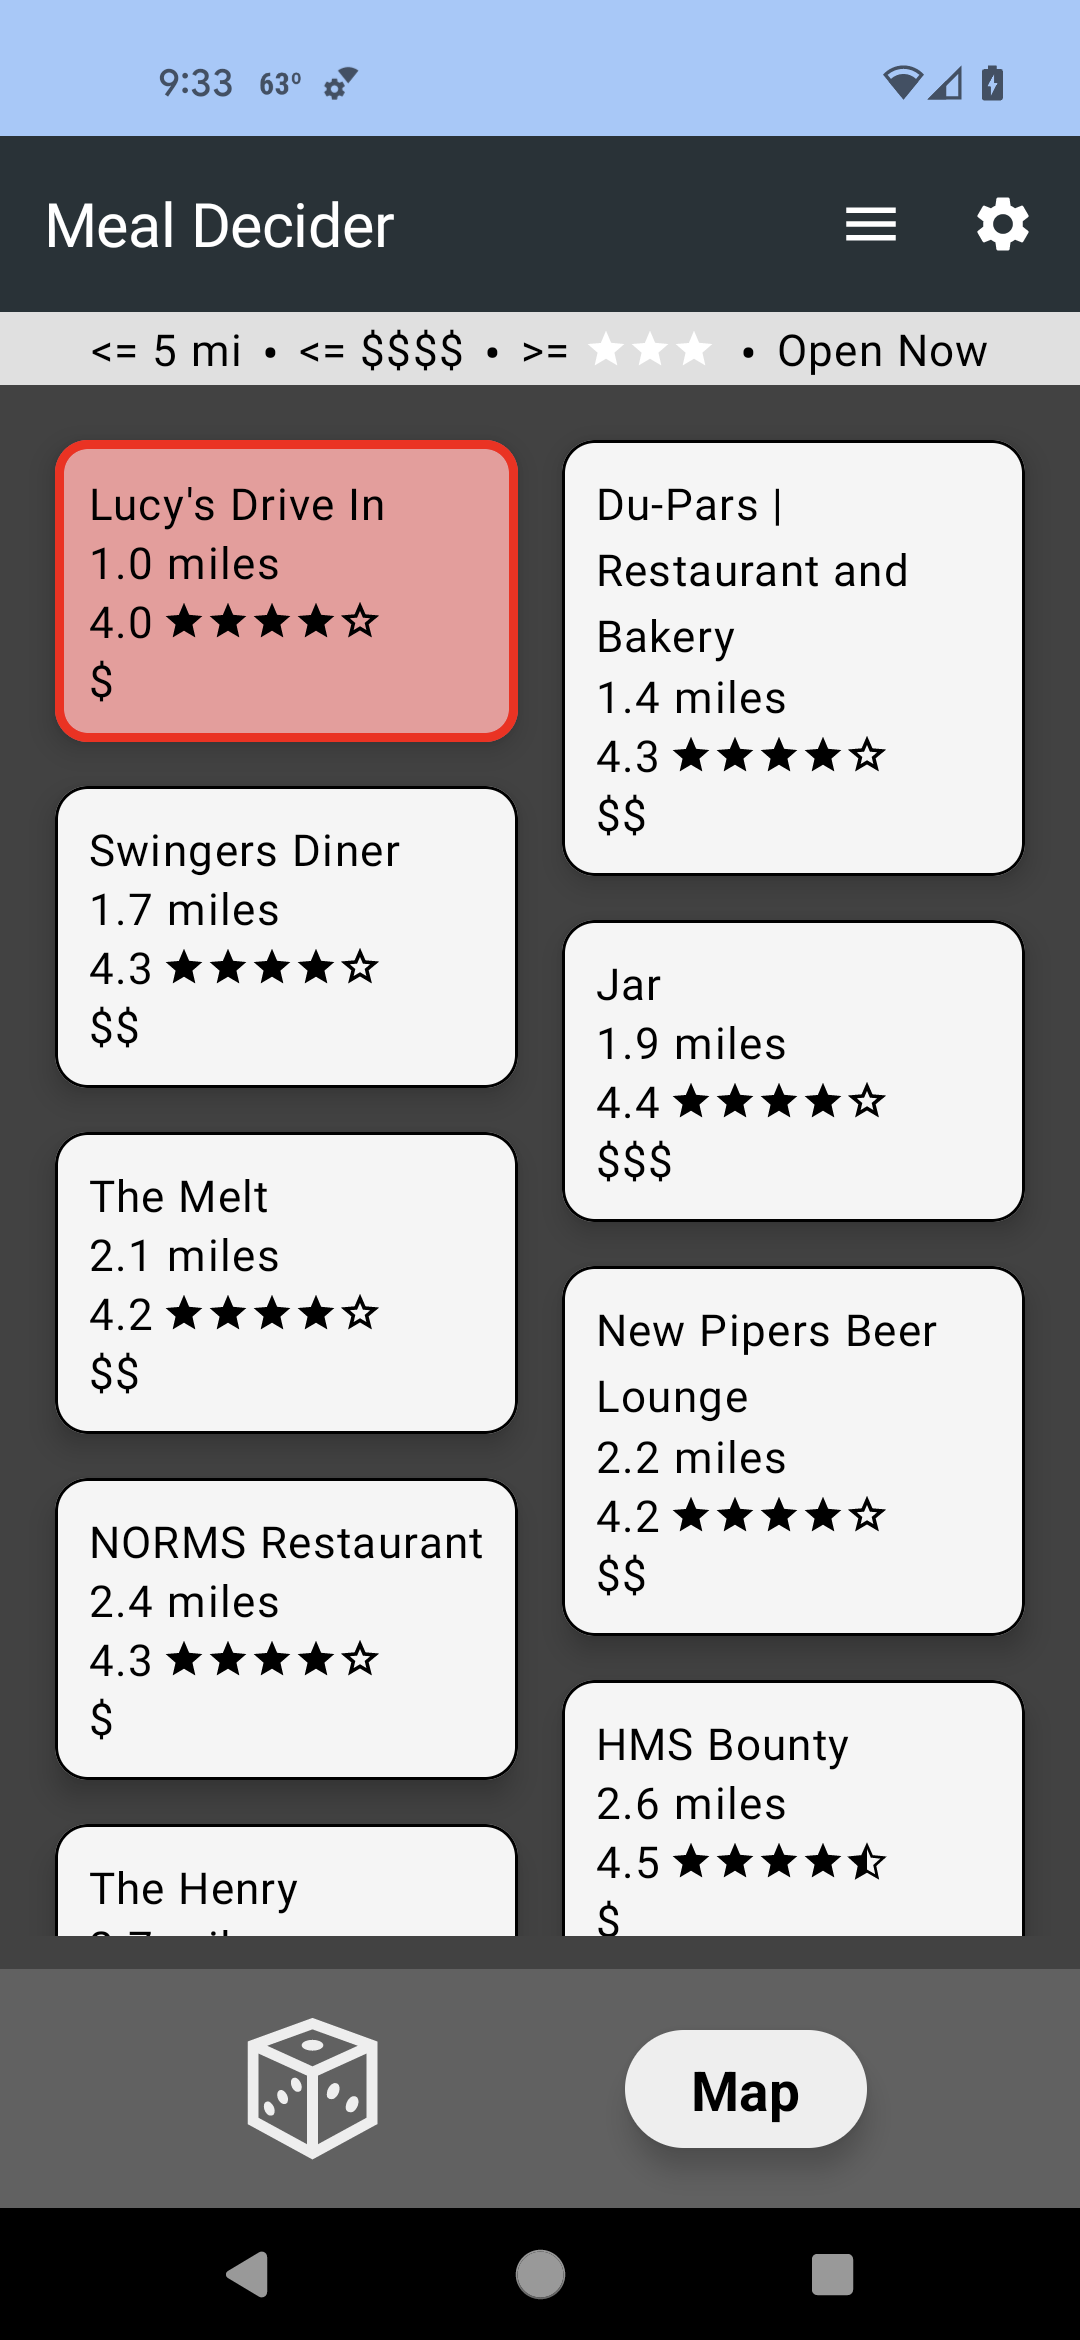 9:33 63°
Meal Decider
<= 5 mi • <= $$$$ • >= ★★★ • Open Now
Lucy's Drive In
1.0 miles
4.0 ★★★★☆
$
Du-Pars |
Restaurant and
Bakery
1.4 miles
4.3 ★★★★☆
$$
Swingers Diner
1.7 miles
4.3 ★★★★☆
$$
Jar
1.9 miles
4.4 ★★★★☆
$$$
The Melt
2.1 miles
4.2 ★★★★☆
$$
New Pipers Beer
Lounge
2.2 miles
4.2 ★★★★☆
$$
NORMS Restaurant
2.4 miles
4.3 ★★★★☆
$
HMS Bounty
2.6 miles
4.5 ★★★★⯪
$
The Henry
Map